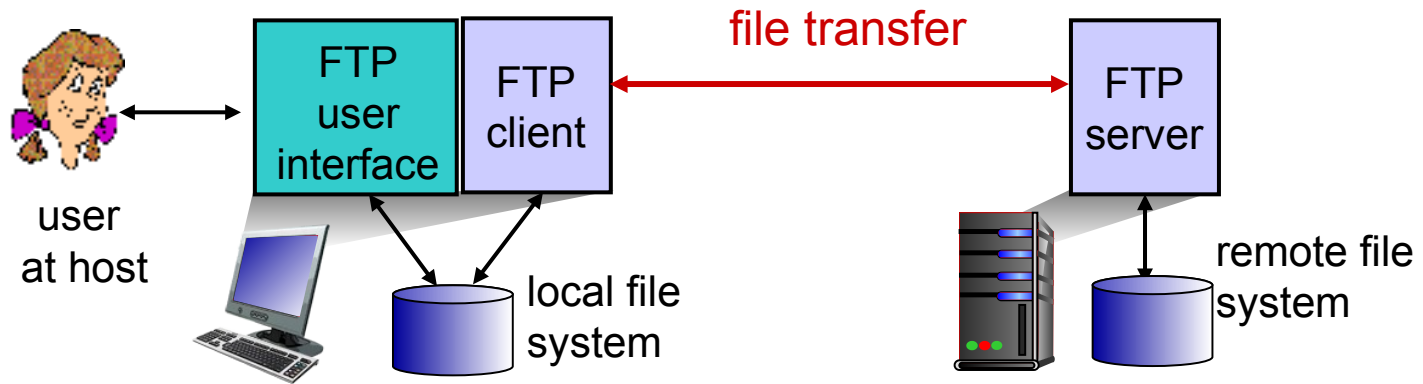 file transfer
FTP
user
interface
FTP
client
FTP
server
user
at host
local file
system
remote file
system